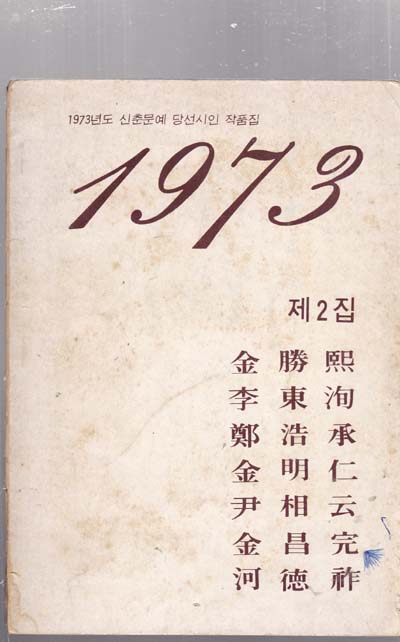 1973년도 신춘문예 당선시인 작품집
1973
제2집
金勝熙
李東洵
鄭浩承
金明仁
尹相云
金昌完
河德祚